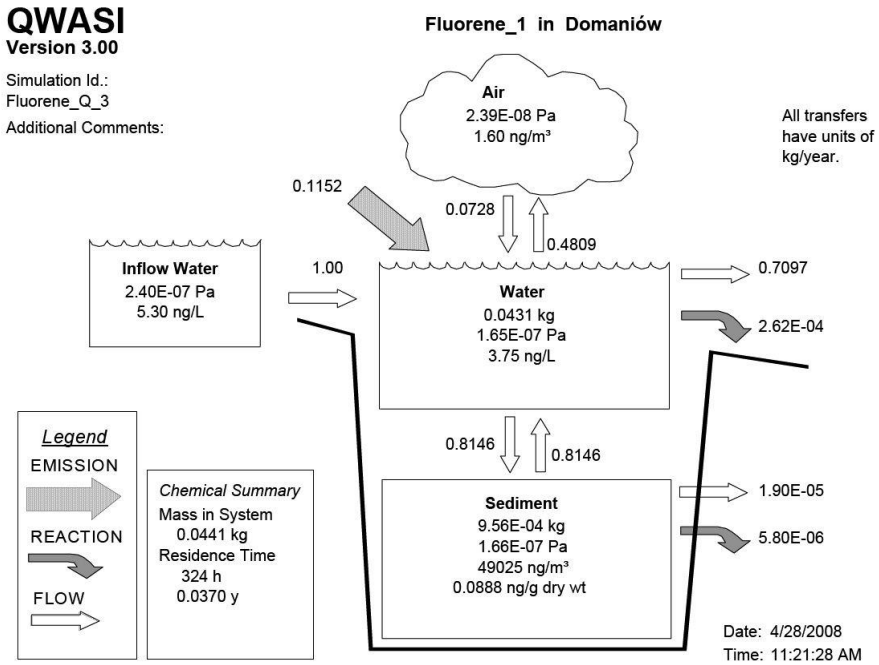 QWASI
Version 3.00
Simulation Id.:
Fluorene_Q_3
Additional Comments:
Fluorene_1 in Domaniów
Air
2.39E-08 Pa
1.60 ng/m³
All transfers
have units of
kg/year.
0.1152
0.0728
0.4809
Inflow Water
2.40E-07 Pa
5.30 ng/L
1.00
Water
0.0431 kg
1.65E-07 Pa
3.75 ng/L
0.7097
2.62E-04
0.8146
0.8146
Sediment
9.56E-04 kg
1.66E-07 Pa
49025 ng/m³
0.0888 ng/g dry wt
1.90E-05
5.80E-06
Legend
EMISSION
REACTION
FLOW
Chemical Summary
Mass in System
0.0441 kg
Residence Time
324 h
0.0370 y
Date: 4/28/2008
Time: 11:21:28 AM